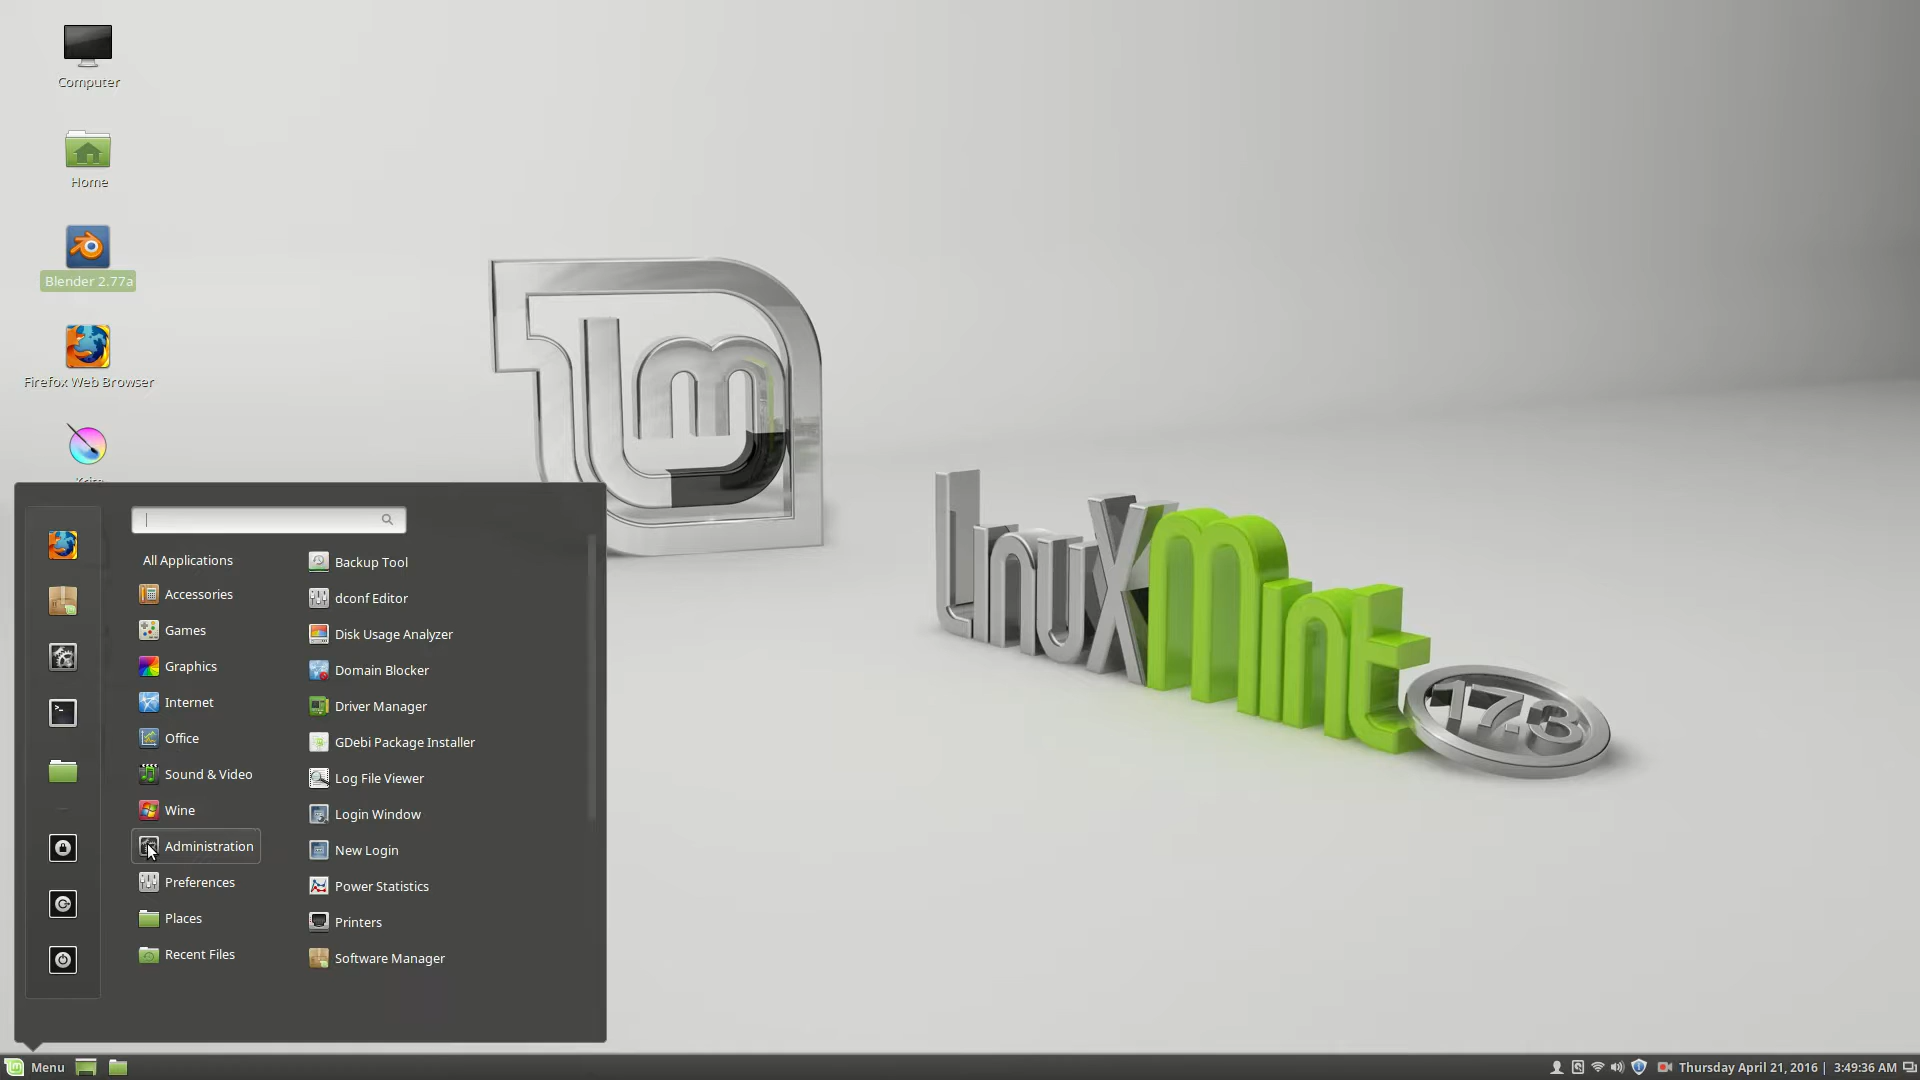 Computer
Home
Blender 2.77a
Firefox Web Browser
Krita
All Applications
Accessories
Games
Graphics
Internet
Office
Sound & Video
Wine
Administration
Preferences
Places
Recent Files
Backup Tool
dconf Editor
Disk Usage Analyzer
Domain Blocker
Driver Manager
GDebi Package Installer
Log File Viewer
Login Window
New Login
Power Statistics
Printers
Software Manager
lm
LinuxMint
17.3
Menu
Thursday April 21, 2016 | 3:49:36 AM